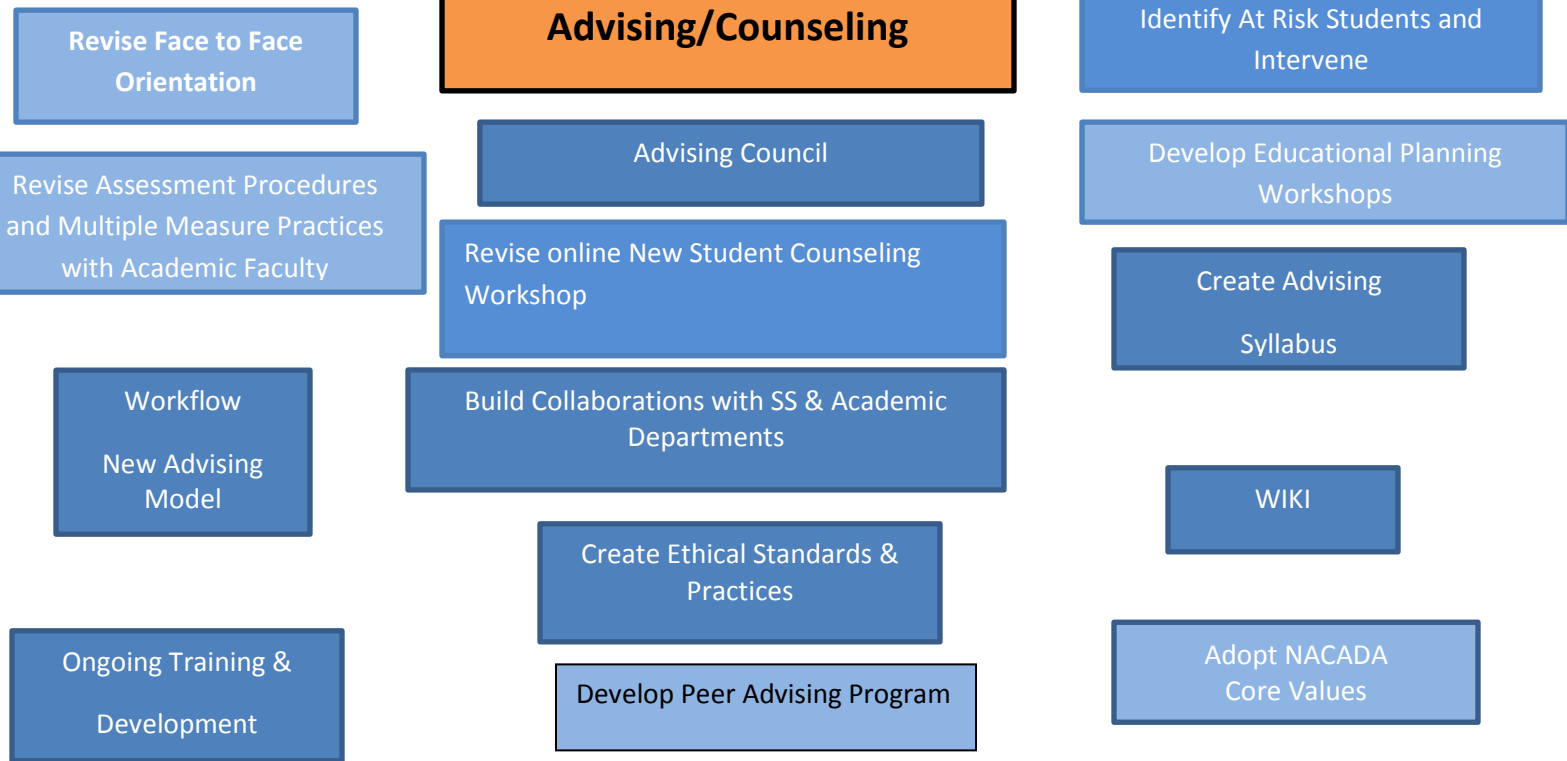 Revise Face to Face
Orientation
Revise Assessment Procedures
and Multiple Measure Practices
with Academic Faculty
Workflow
New Advising
Model
Ongoing Training &
Development
Advising/Counseling
Advising Council
Revise online New Student Counseling
Workshop
Build Collaborations with SS & Academic
Departments
Create Ethical Standards &
Practices
Develop Peer Advising Program
Identify At Risk Students and
Intervene
Develop Educational Planning
Workshops
Create Advising
Syllabus
WIKI
Adopt NACADA
Core Values